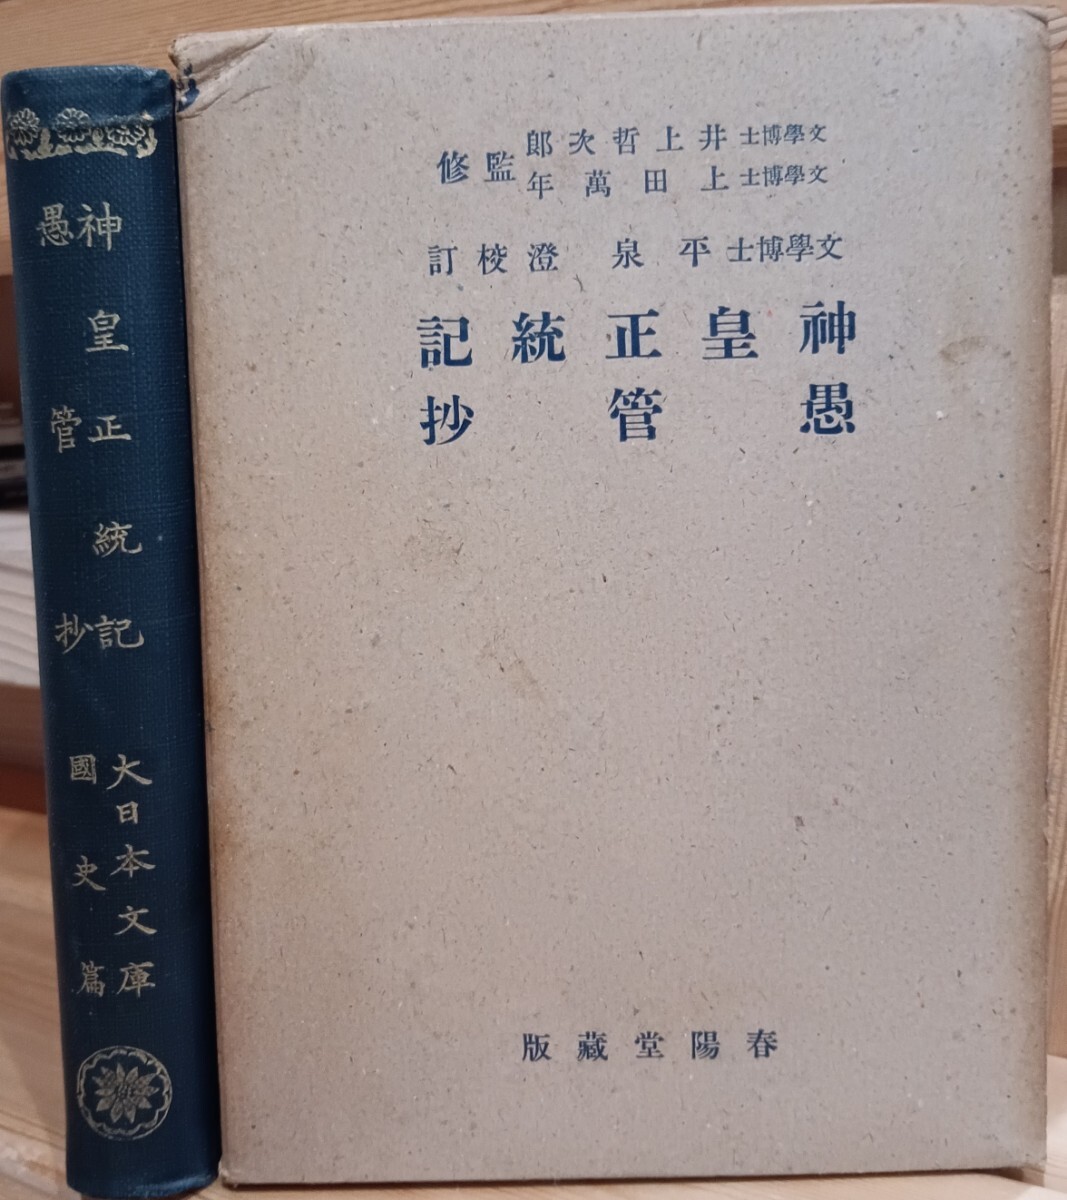 神皇正統記
愚管抄
大日本文庫
國史篇
文學博士井上哲次郎
文學博士上田萬年
監修
文學博士平泉澄校訂
神皇正統記
愚管抄
春陽堂藏版